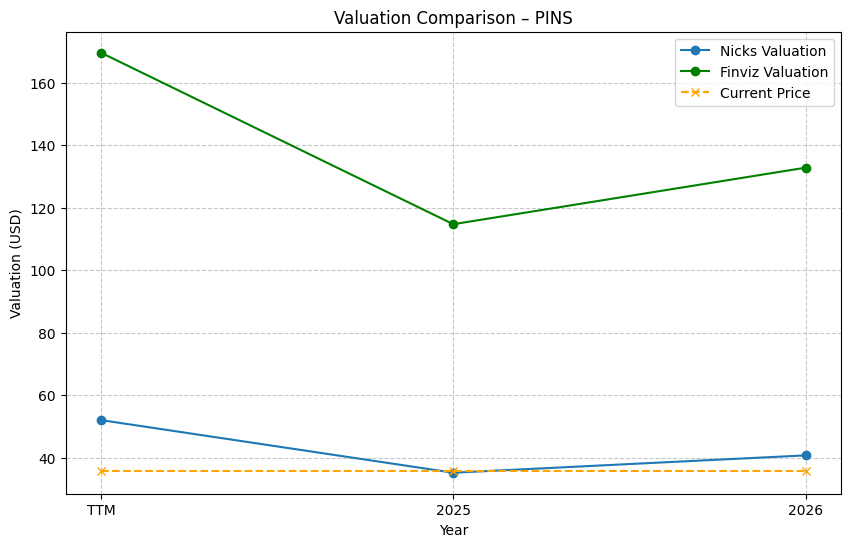 Valuation Comparison – PINS
Nicks Valuation
Finviz Valuation
Current Price
Valuation (USD)
160
140
120
100
80
60
40
TTM
2025
2026
Year